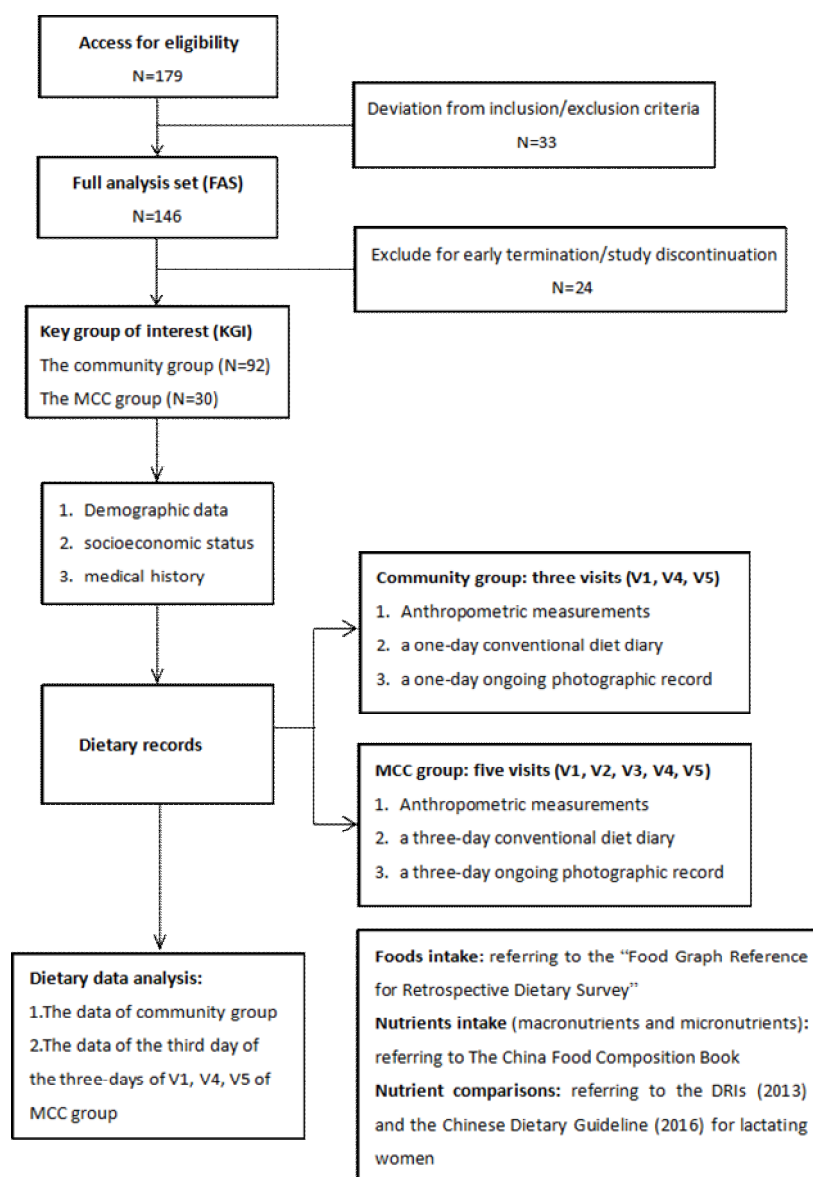 Access for eligibility
N=179
Deviation from inclusion/exclusion criteria
N=33
Full analysis set (FAS)
N=146
Exclude for early termination/study discontinuation
N=24
Key group of interest (KGI)
The community group (N=92)
The MCC group (N=30)
1. Demographic data
2. socioeconomic status
3. medical history
Community group: three visits (V1, V4, V5)
1. Anthropometric measurements
2. a one-day conventional diet diary
3. a one-day ongoing photographic record
Dietary records
MCC group: five visits (V1, V2, V3, V4, V5)
1. Anthropometric measurements
2. a three-day conventional diet diary
3. a three-day ongoing photographic record
Dietary data analysis:
1.The data of community group
2.The data of the third day of
the three-days of V1, V4, V5 of
MCC group
Foods intake: referring to the “Food Graph Reference
for Retrospective Dietary Survey”
Nutrients intake (macronutrients and micronutrients):
referring to The China Food Composition Book
Nutrient comparisons: referring to the DRIs (2013)
and the Chinese Dietary Guideline (2016) for lactating
women